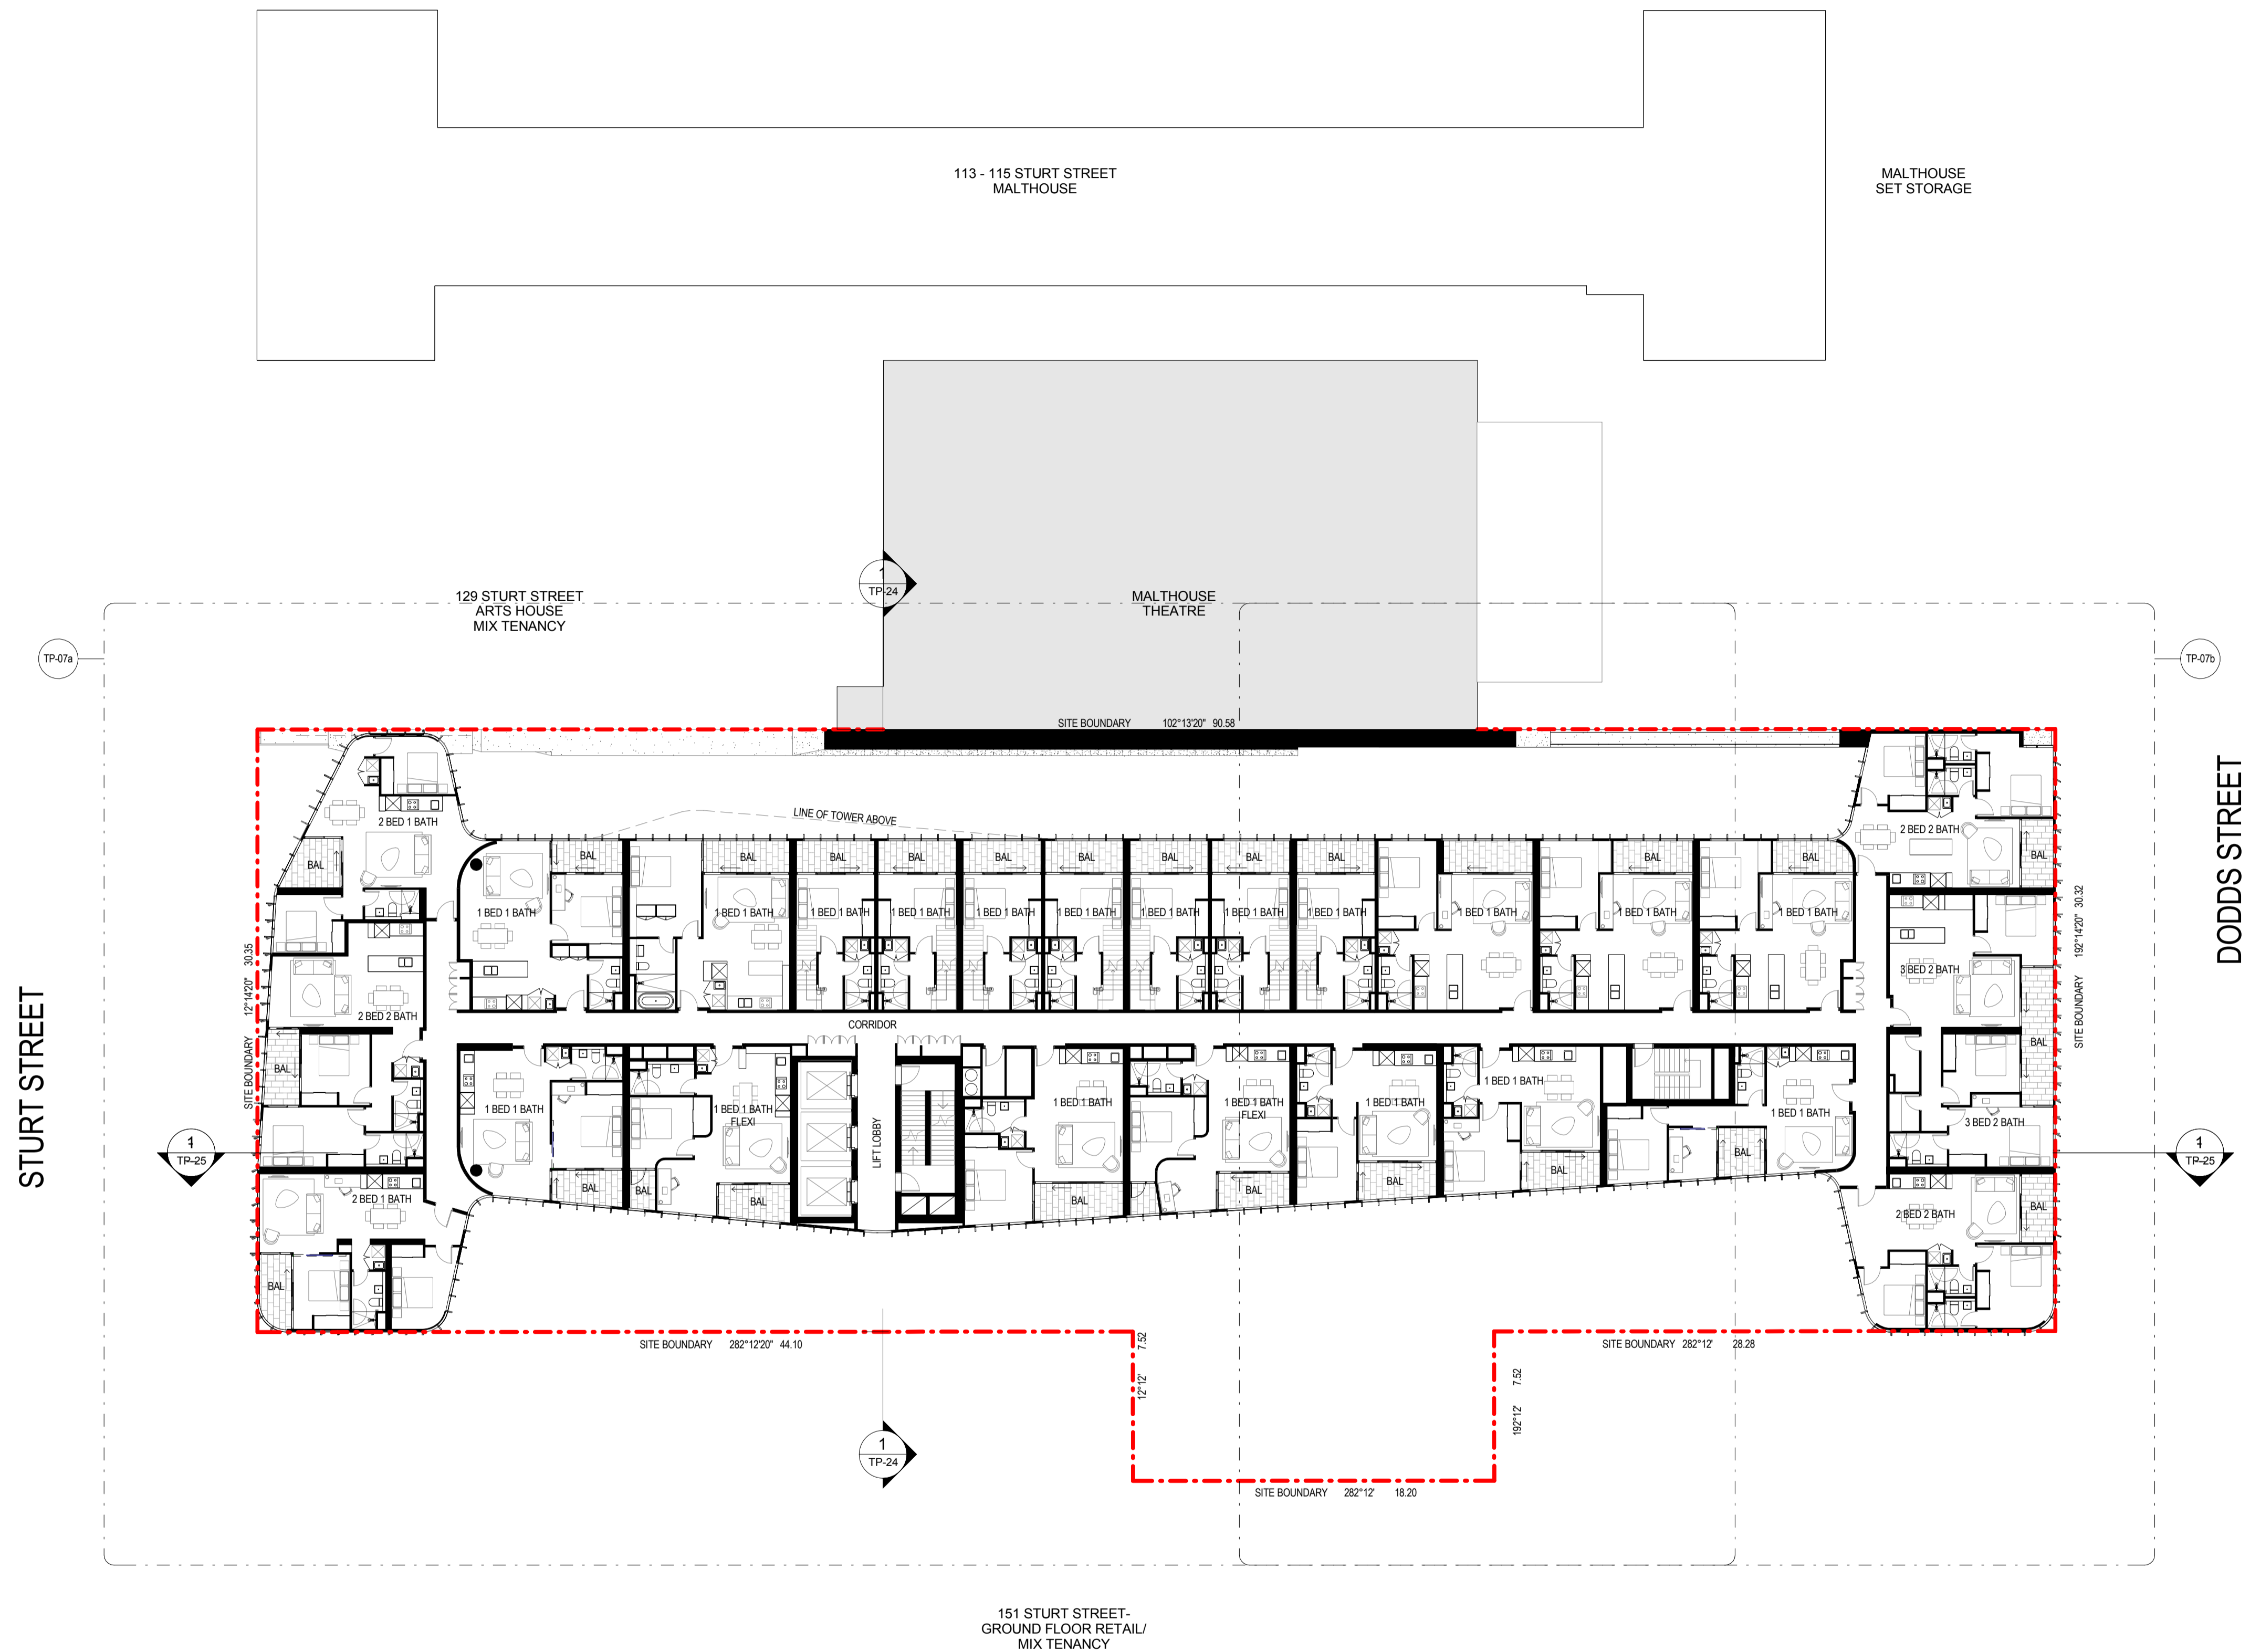 113 - 115 STURT STREET
MALTHOUSE
MALTHOUSE
SET STORAGE
1
TP-24
129 STURT STREET
ARTS HOUSE
MIX TENANCY
MALTHOUSE
THEATRE
TP-07a
TP-07b
SITE BOUNDARY 102°13'20" 90.58
STURT STREET
DODDS STREET
SITE BOUNDARY 12°14'20" 30.35
SITE BOUNDARY 192°14'20" 30.32
LINE OF TOWER ABOVE
2 BED 1 BATH
BAL
2 BED 2 BATH
BAL
BAL
BAL
BAL
BAL
BAL
BAL
BAL
BAL
BAL
BAL
BAL
BAL
BAL
1 BED 1 BATH
1 BED 1 BATH
1 BED 1 BATH
1 BED 1 BATH
1 BED 1 BATH
1 BED 1 BATH
1 BED 1 BATH
1 BED 1 BATH
1 BED 1 BATH
1 BED 1 BATH
1 BED 1 BATH
1 BED 1 BATH
2 BED 2 BATH
BAL
3 BED 2 BATH
BAL
CORRIDOR
LIFT LOBBY
1 BED 1 BATH
1 BED 1 BATH
FLEXI
1 BED 1 BATH
1 BED 1 BATH
FLEXI
1 BED 1 BATH
1 BED 1 BATH
1 BED 1 BATH
3 BED 2 BATH
BAL
BAL
BAL
BAL
BAL
BAL
BAL
BAL
1
TP-25
1
TP-25
2 BED 1 BATH
BAL
2 BED 2 BATH
BAL
SITE BOUNDARY 282°12'20" 44.10
12°12' 7.52
192°12' 7.52
SITE BOUNDARY 282°12' 28.28
1
TP-24
SITE BOUNDARY 282°12' 18.20
151 STURT STREET-
GROUND FLOOR RETAIL/
MIX TENANCY